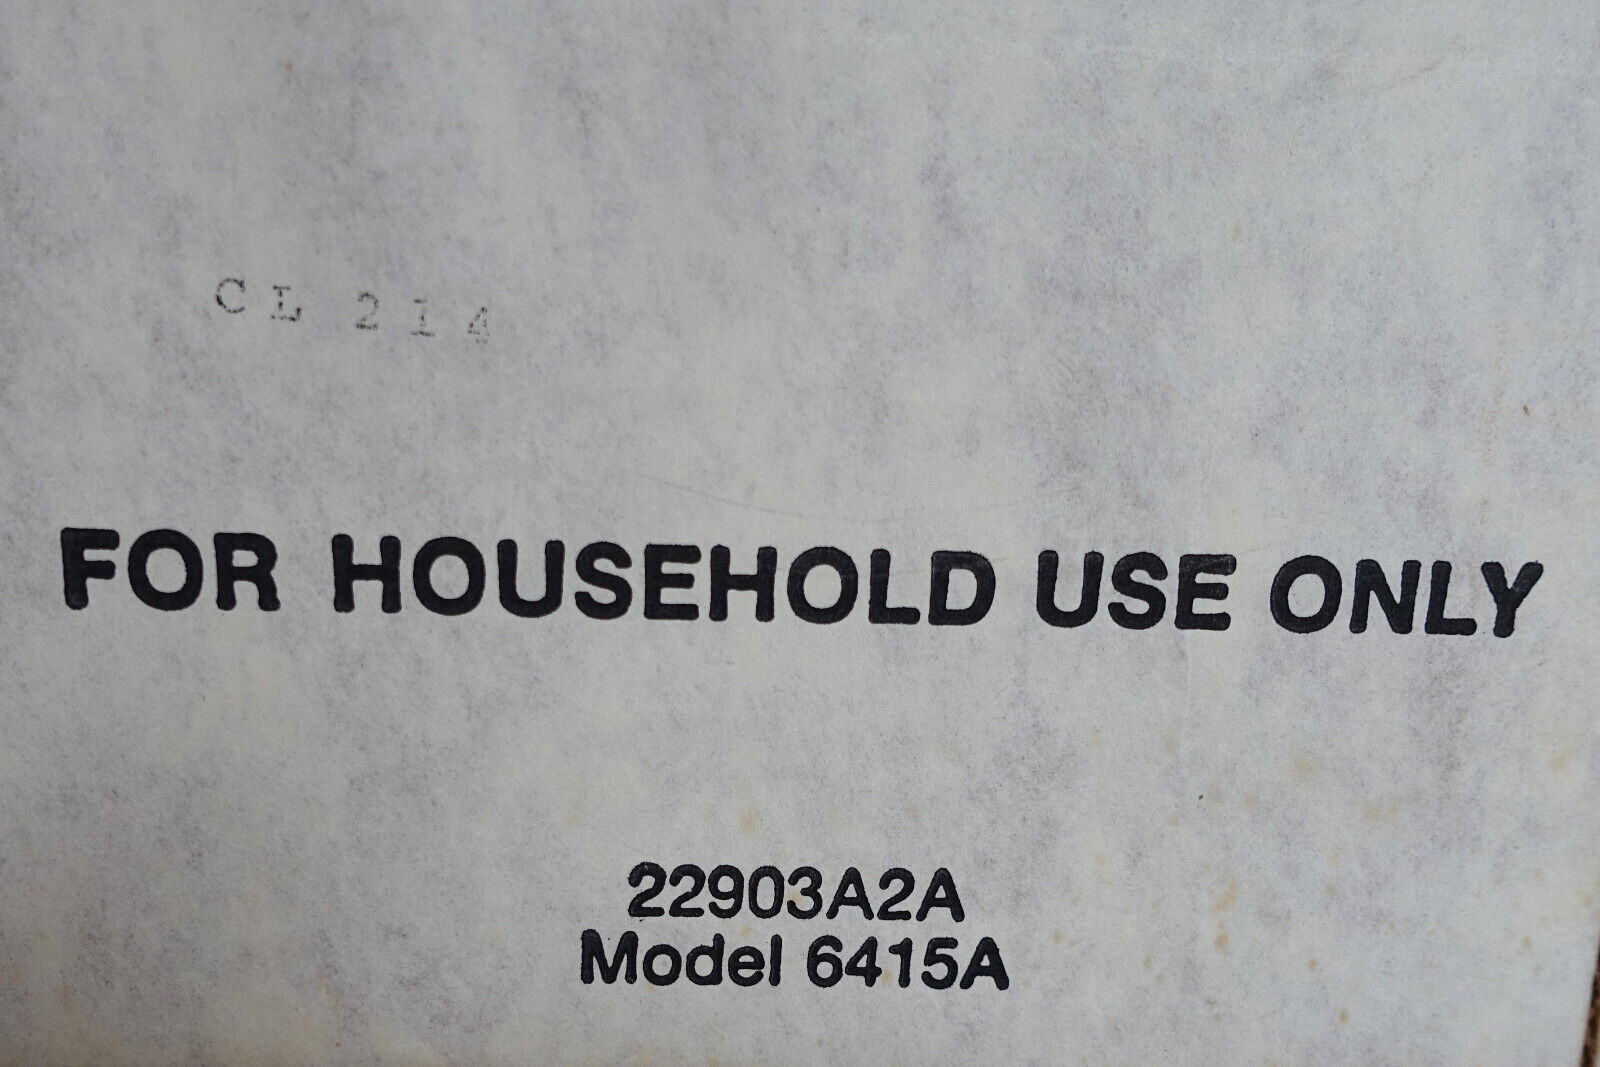 CL 214
FOR HOUSEHOLD USE ONLY
22903A2A
Model 6415A